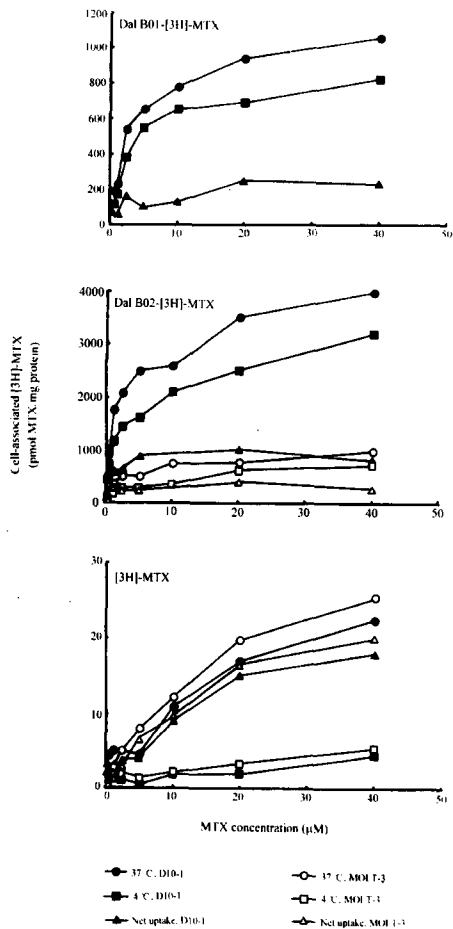 Dal B01-[3H]-MTX
1200
1000
800
600
400
200
0
0 10 20 30 40 50
Dal B02-[3H]-MTX
4000
3000
2000
1000
0
0 10 20 30 40 50
Cell-associated [3H]-MTX
(pmol MTX. mg protein)
[3H]-MTX
30
20
10
0
0 10 20 30 40 50
MTX concentration (μM)
37 °C. D10-1
4 °C. D10-1
Net uptake. D10-1
37 °C. MOLT-3
4 °C. MOLT-3
Net uptake. MOLT-3